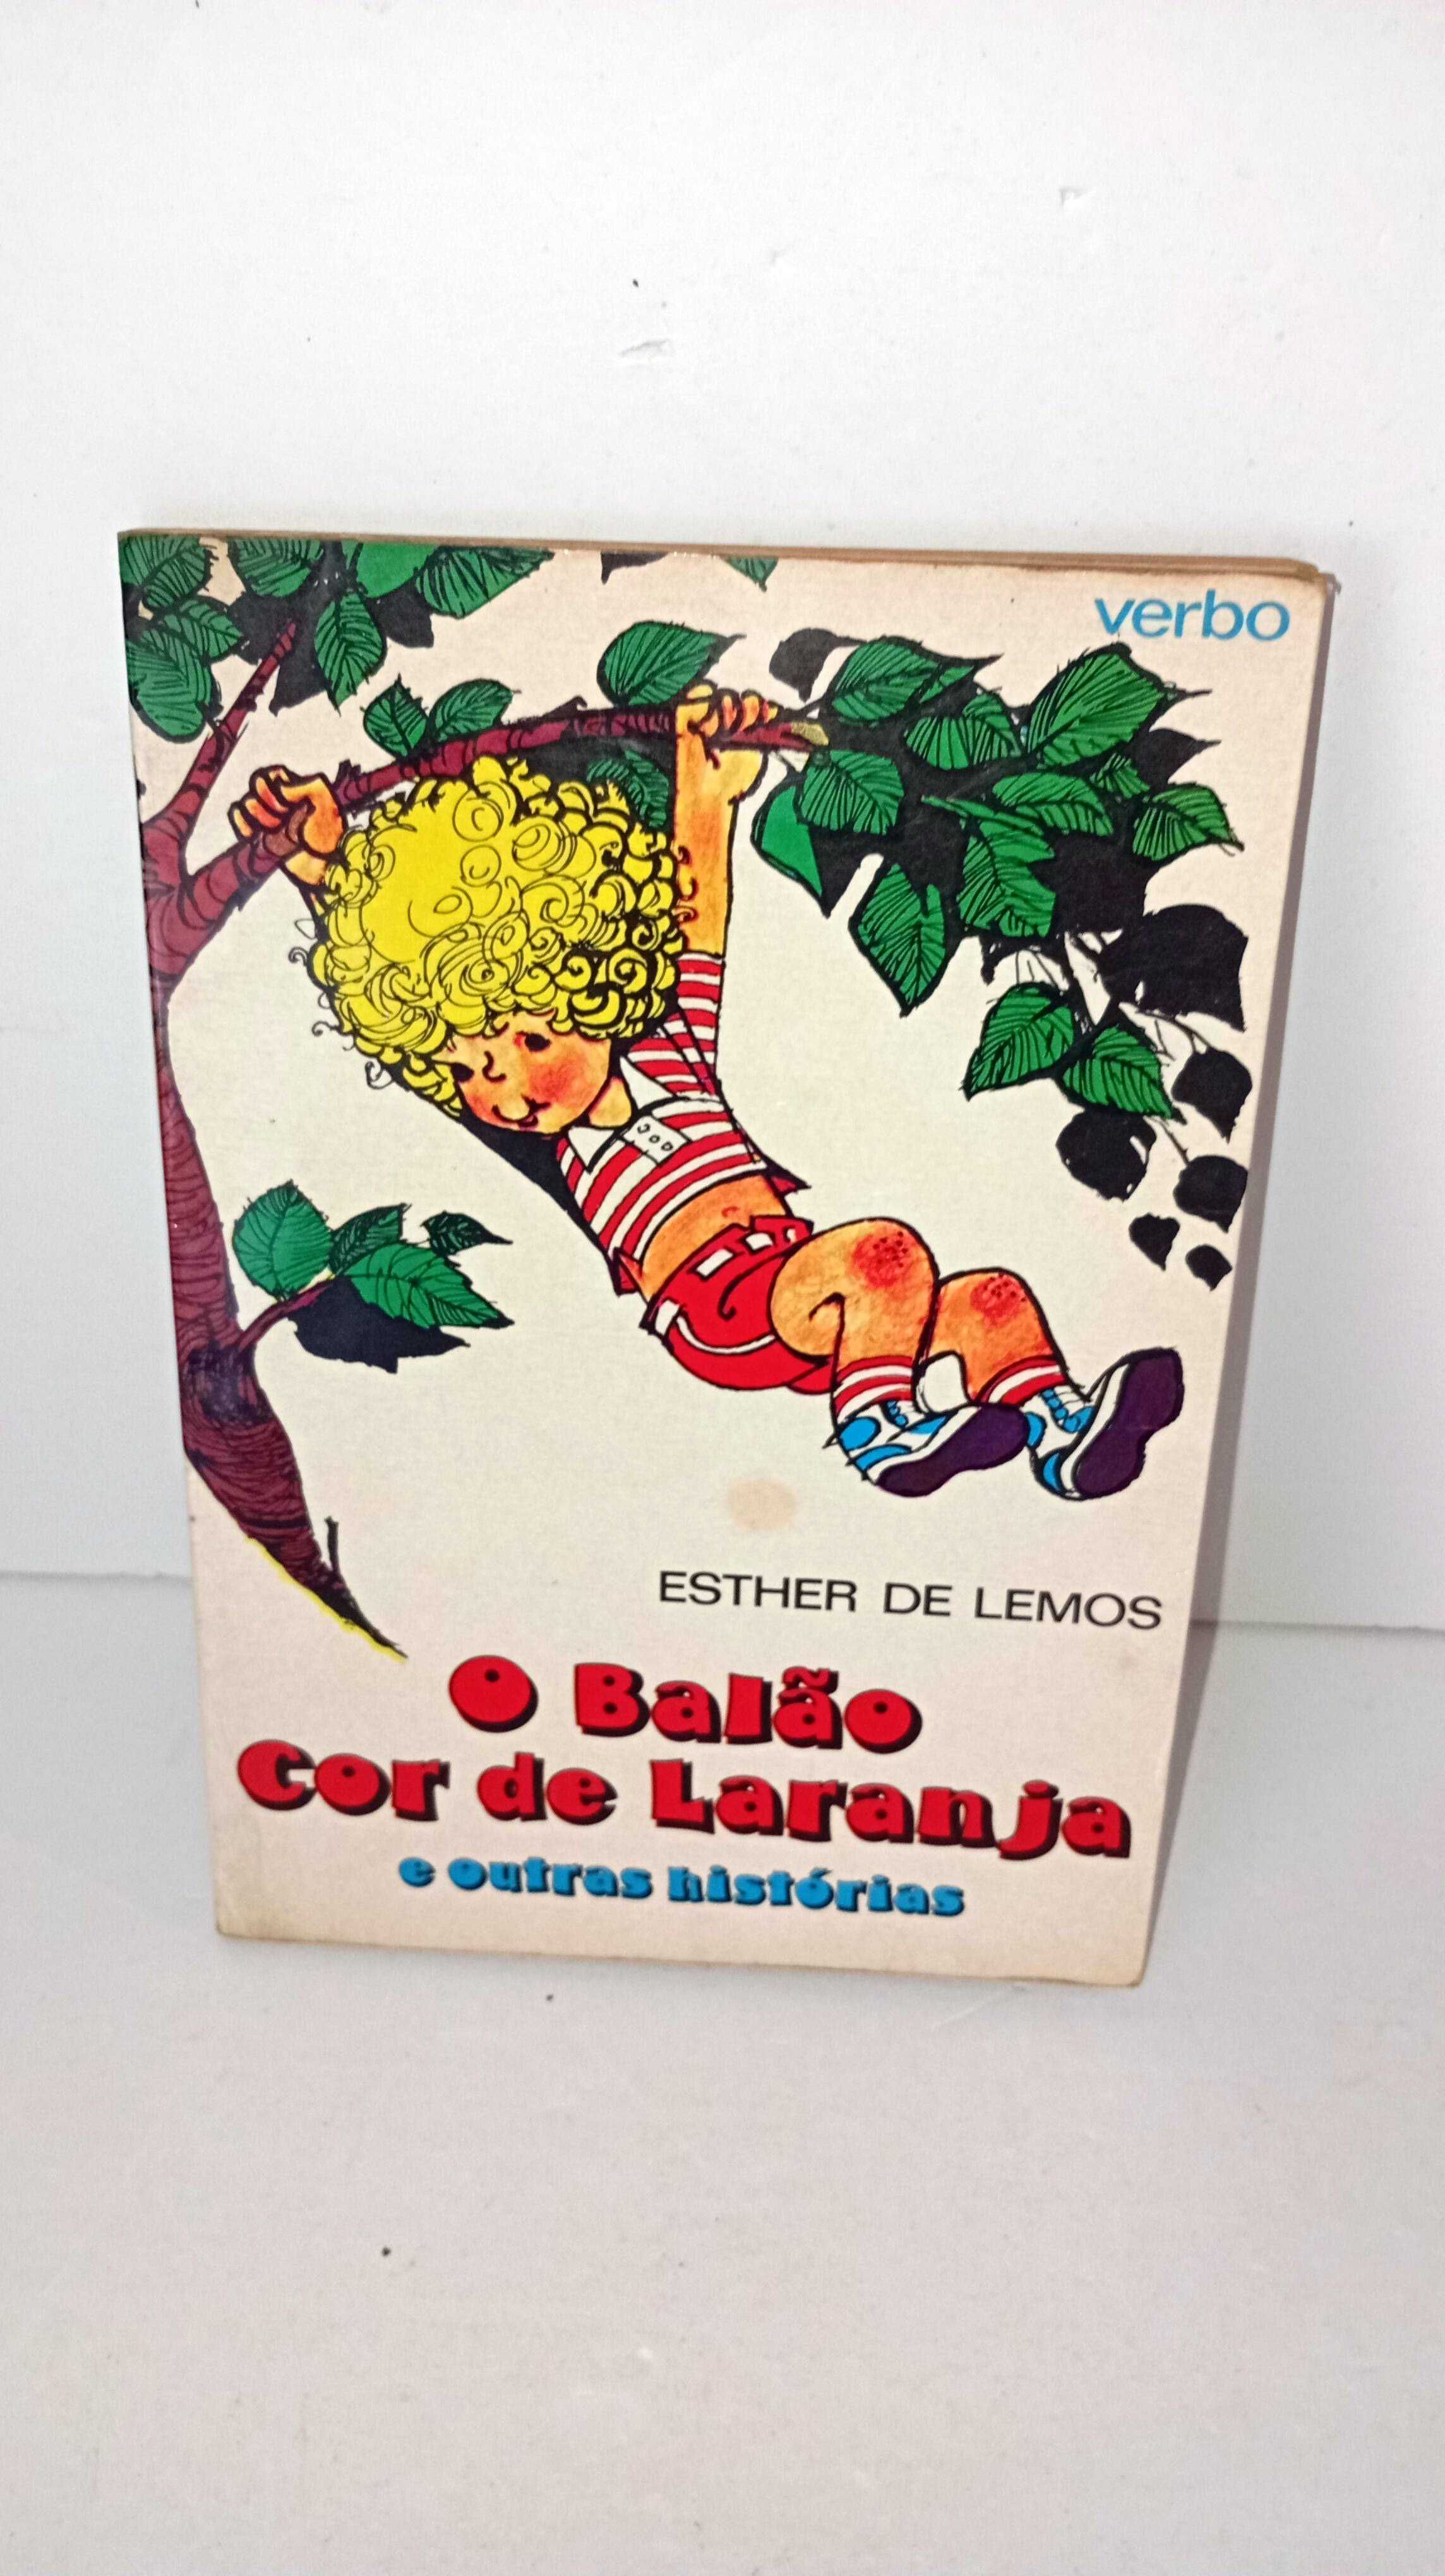 verbo
ESTHER DE LEMOS
O Balão
Cor de Laranja
e outras histórias